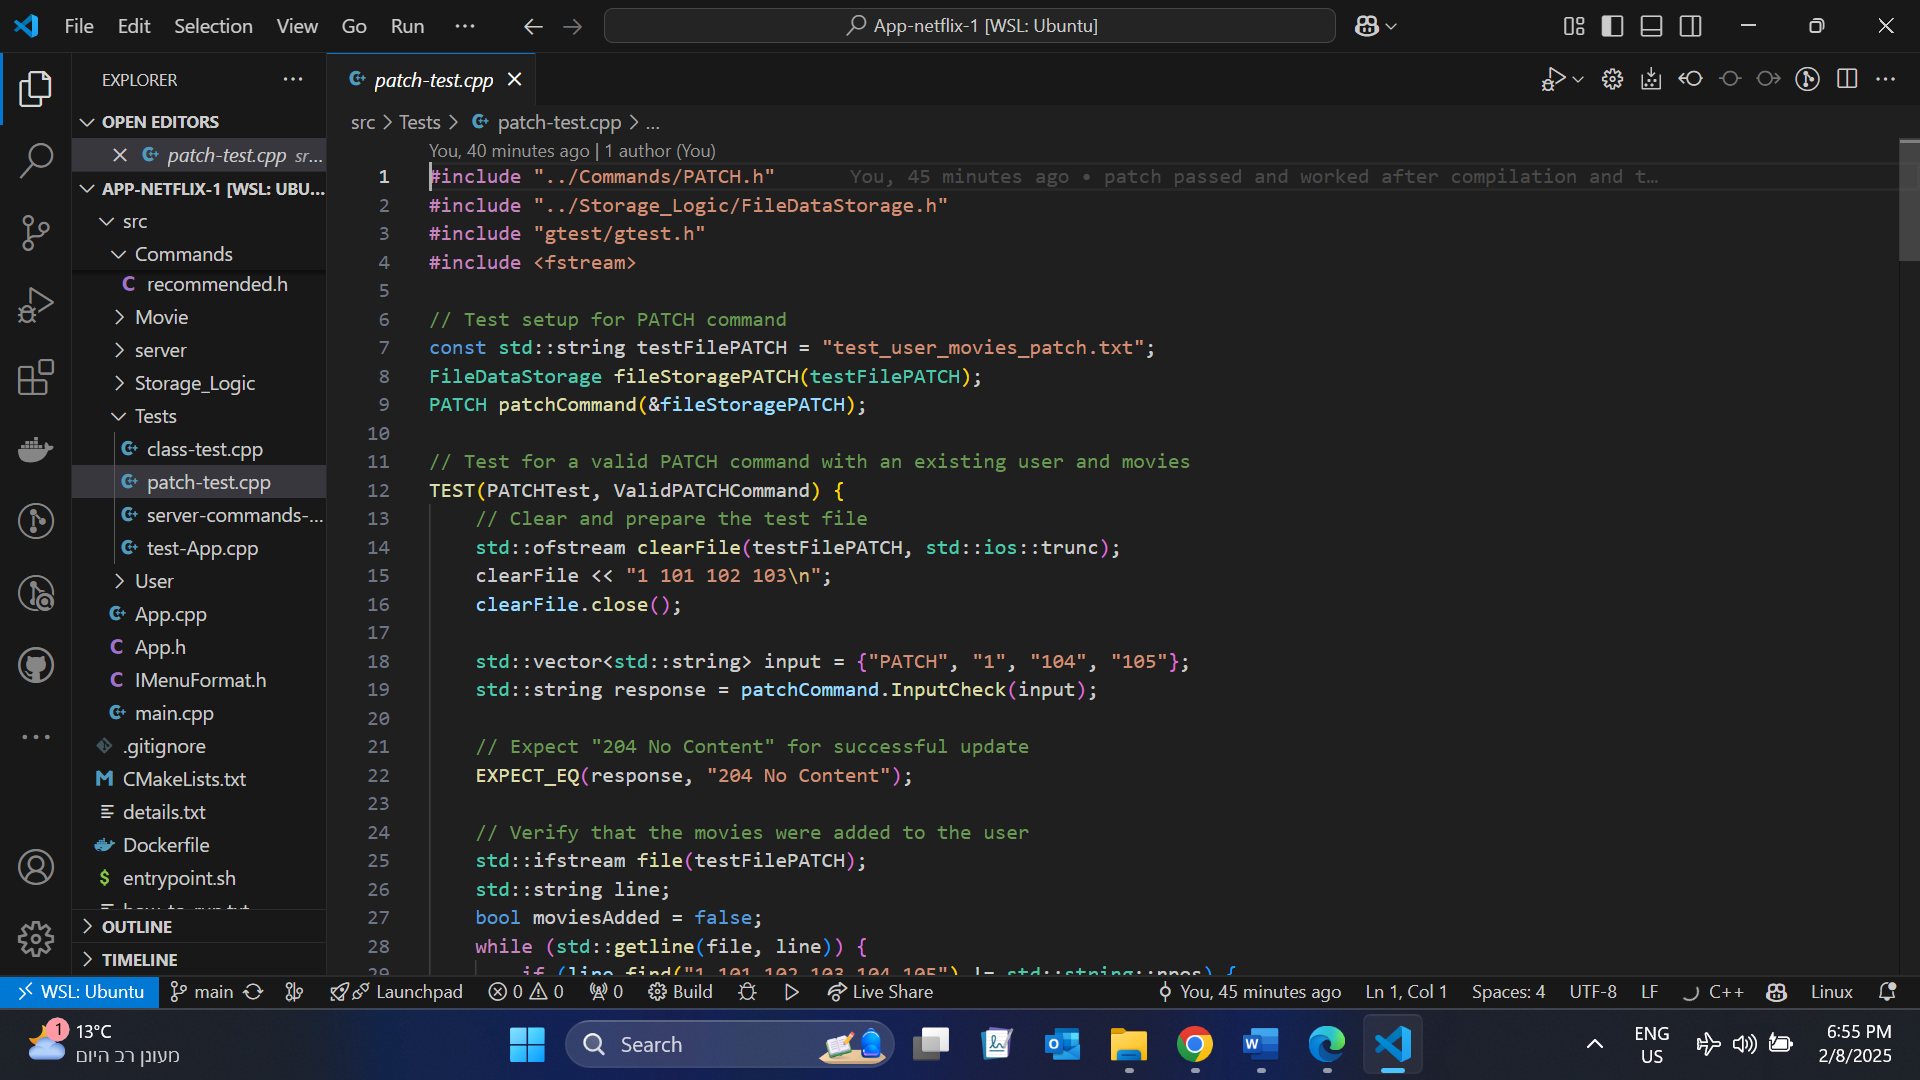 File Edit Selection View Go Run ···
App-netflix-1 [WSL: Ubuntu]
EXPLORER ···
OPEN EDITORS
patch-test.cpp sr...
APP-NETFLIX-1 [WSL: UBU...
src
Commands
recommended.h
Movie
server
Storage_Logic
Tests
class-test.cpp
patch-test.cpp
server-commands-...
test-App.cpp
User
App.cpp
App.h
IMenuFormat.h
main.cpp
.gitignore
CMakeLists.txt
details.txt
Dockerfile
entrypoint.sh
OUTLINE
TIMELINE
patch-test.cpp
src > Tests > patch-test.cpp > ...
You, 40 minutes ago | 1 author (You)
1 #include "../Commands/PATCH.h" You, 45 minutes ago • patch passed and worked after compilation and t…
2 #include "../Storage_Logic/FileDataStorage.h"
3 #include "gtest/gtest.h"
4 #include <fstream>
5
6 // Test setup for PATCH command
7 const std::string testFilePATCH = "test_user_movies_patch.txt";
8 FileDataStorage fileStoragePATCH(testFilePATCH);
9 PATCH patchCommand(&fileStoragePATCH);
10
11 // Test for a valid PATCH command with an existing user and movies
12 TEST(PATCHTest, ValidPATCHCommand) {
13 // Clear and prepare the test file
14 std::ofstream clearFile(testFilePATCH, std::ios::trunc);
15 clearFile << "1 101 102 103\n";
16 clearFile.close();
17
18 std::vector<std::string> input = {"PATCH", "1", "104", "105"};
19 std::string response = patchCommand.InputCheck(input);
20
21 // Expect "204 No Content" for successful update
22 EXPECT_EQ(response, "204 No Content");
23
24 // Verify that the movies were added to the user
25 std::ifstream file(testFilePATCH);
26 std::string line;
27 bool moviesAdded = false;
28 while (std::getline(file, line)) {
29 if (line.find("1 101 102 103 104 105") != std::string::npos) {
WSL: Ubuntu main Launchpad 0 0 0 Build Live Share You, 45 minutes ago Ln 1, Col 1 Spaces: 4 UTF-8 LF C++ Linux
1 13°C
מעונן רב היום
Search
ENG
US
6:55 PM
2/8/2025